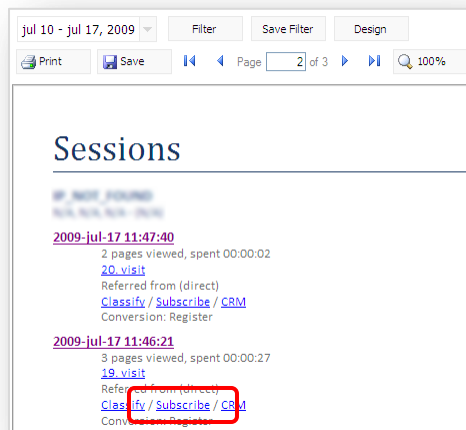 jul 10 - jul 17, 2009 Filter Save Filter Design
Print Save Page 2 of 3 100%
Sessions
2009-jul-17 11:47:40
2 pages viewed, spent 00:00:02
20. visit
Referred from (direct)
Classify / Subscribe / CRM
Conversion: Register
2009-jul-17 11:46:21
3 pages viewed, spent 00:00:27
19. visit
Referred from (direct)
Classify / Subscribe / CRM
Conversion: Register